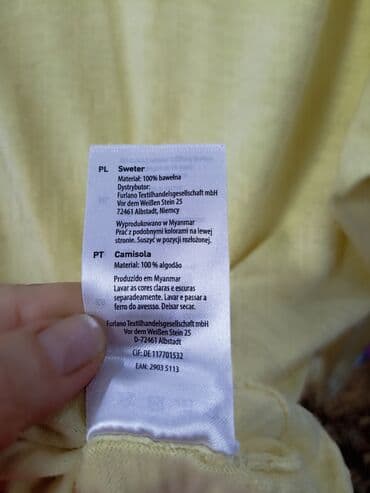 PL Sweter
Materiał: 100% bawełna
Dystrybutor:
Furlano Textilhandelsgesellschaft mbH
Vor dem Weißen Stein 25
72461 Albstadt, Niemcy
Wyprodukowano w Myanmar
Prać z podobnymi kolorami na lewej
stronie. Suszyć w pozycji rozłożonej.
PT Camisola
Material: 100 % algodão
Produzido em Myanmar
Lavar as cores claras e escuras
separadamente. Lavar e passar a
ferro do avesso. Deixar secar.
Furlano Textilhandelsgesellschaft mbH
Vor dem Weißen Stein 25
D-72461 Albstadt
CIF: DE 117701532
EAN: 2903 5113